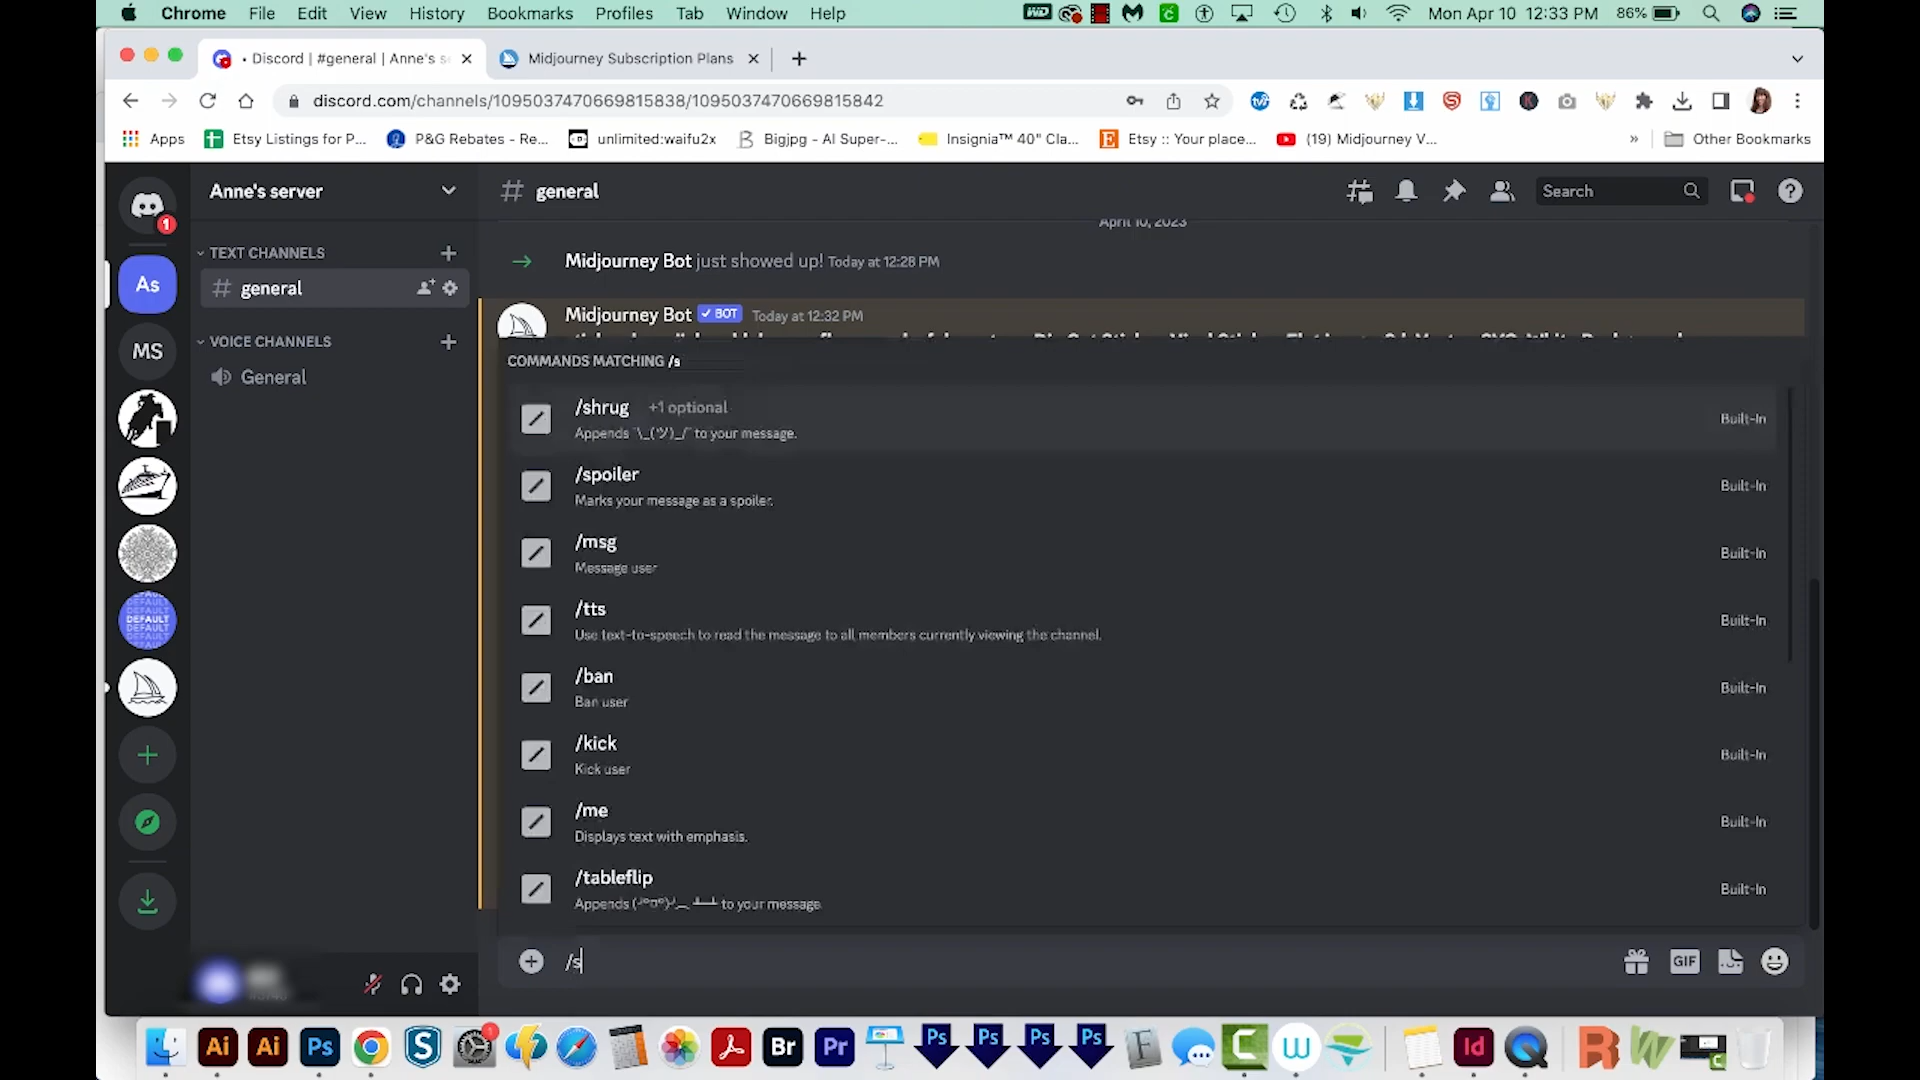 Chrome File Edit View History Bookmarks Profiles Tab Window Help Mon Apr 10 12:33 PM 86%
• Discord | #general | Anne's se Midjourney Subscription Plans
discord.com/channels/1095037470669815838/1095037470669815842
Apps Etsy Listings for P... P&G Rebates - Re... unlimited:waifu2x Bigjpg - AI Super-... Insignia™ 40" Cla... Etsy :: Your place... (19) Midjourney V... » Other Bookmarks
Anne's server
general
Search
April 10, 2023
1
TEXT CHANNELS
general
VOICE CHANNELS
General
As
MS
DEFAULT
Midjourney Bot just showed up! Today at 12:28 PM
Midjourney Bot BOT Today at 12:32 PM
COMMANDS MATCHING /s
/shrug +1 optional
Appends ¯\_(ツ)_/¯ to your message.
Built-In
/spoiler
Marks your message as a spoiler.
Built-In
/msg
Message user
Built-In
/tts
Use text-to-speech to read the message to all members currently viewing the channel.
Built-In
/ban
Ban user
Built-In
/kick
Kick user
Built-In
/me
Displays text with emphasis.
Built-In
/tableflip
Appends (╯°□°)╯︵ ┻━┻ to your message.
Built-In
/s
GIF
Ai Ai Ps S Br Pr Ps Ps Ps Ps F C W Id R W